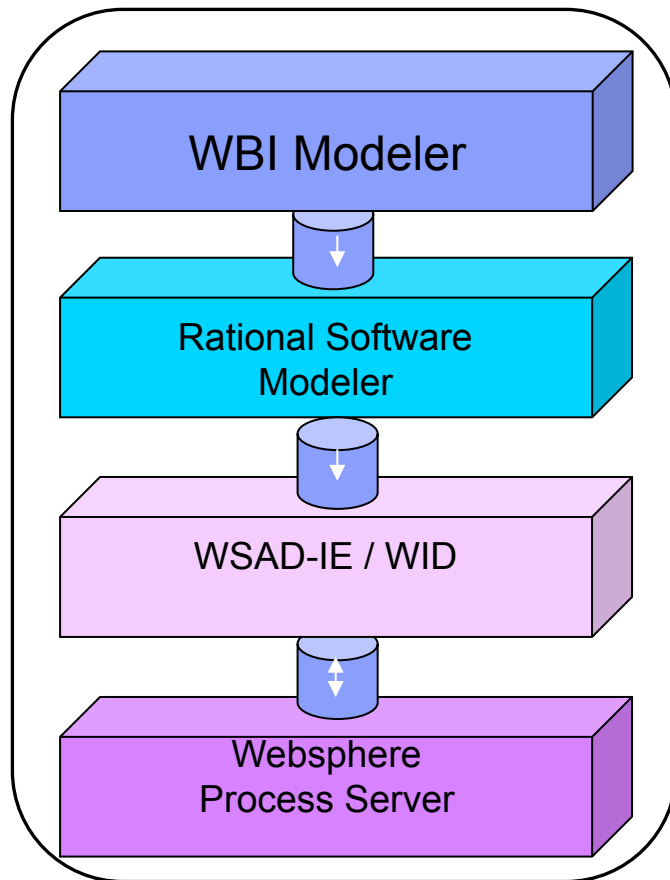 WBI Modeler
Rational Software
Modeler
WSAD-IE / WID
Websphere
Process Server